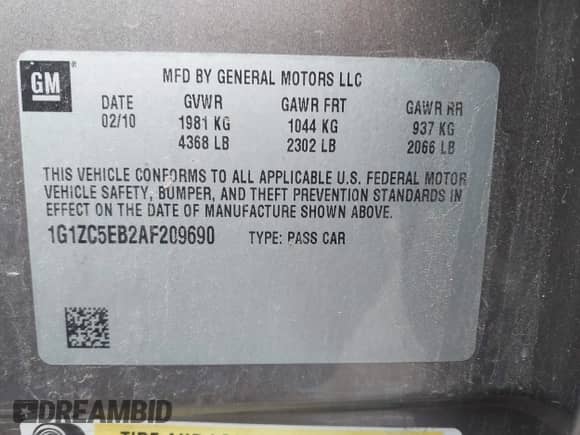 GM
®
MFD BY GENERAL MOTORS LLC
DATE GVWR GAWR FRT GAWR RR
02/10 1981 KG 1044 KG 937 KG
4368 LB 2302 LB 2066 LB
THIS VEHICLE CONFORMS TO ALL APPLICABLE U.S. FEDERAL MOTOR
VEHICLE SAFETY, BUMPER, AND THEFT PREVENTION STANDARDS IN
EFFECT ON THE DATE OF MANUFACTURE SHOWN ABOVE.
1G1ZC5EB2AF209690 TYPE: PASS CAR
DREAMBID
TIRE AND